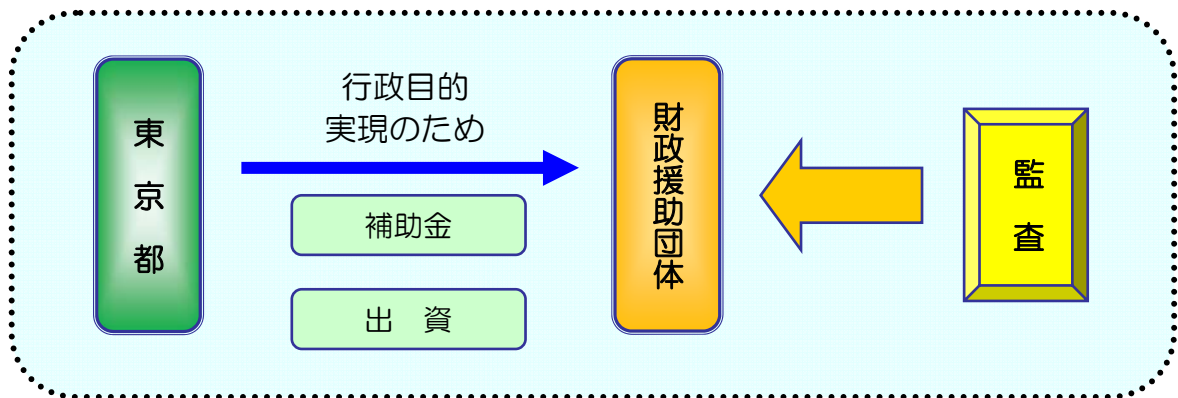 東京都
行政目的
実現のため
補助金
出　資
財政援助団体
監査